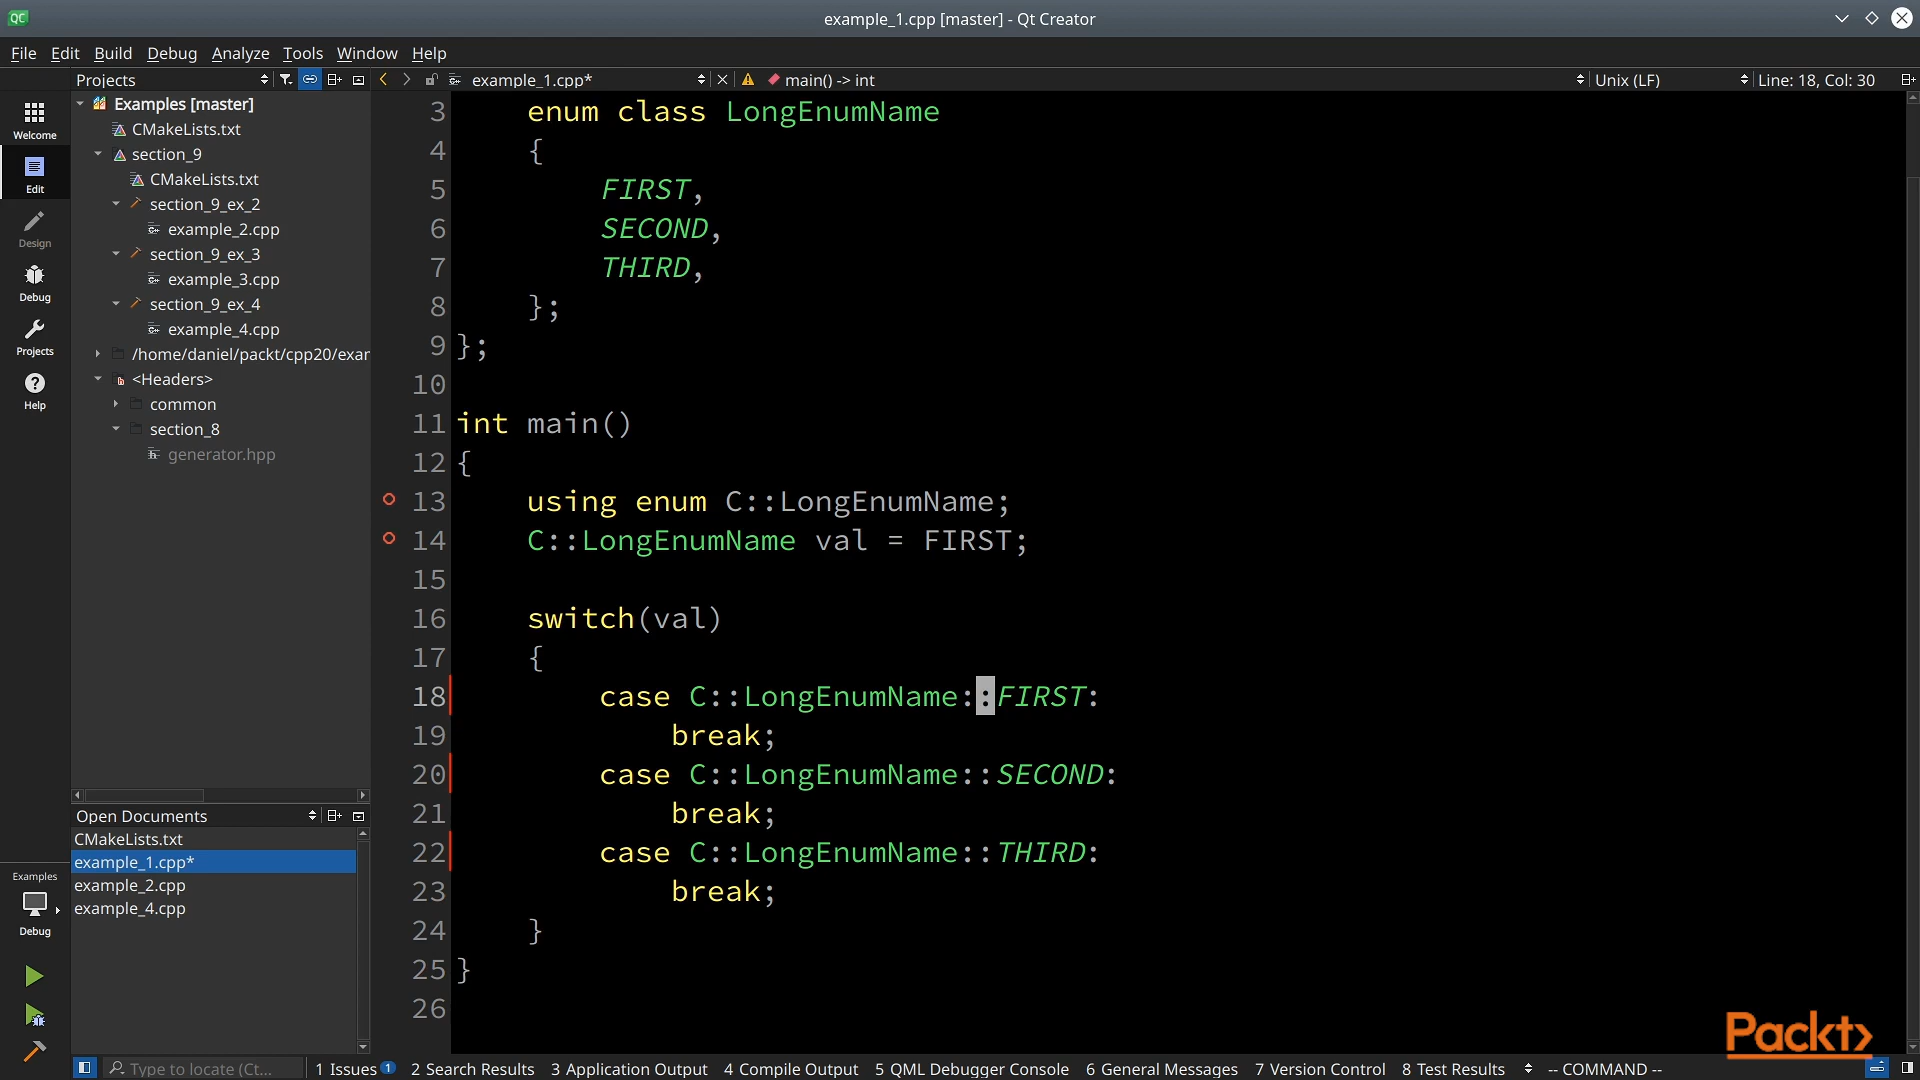 QC
example_1.cpp [master] - Qt Creator
File Edit Build Debug Analyze Tools Window Help
Projects
example_1.cpp*
main() -> int
Unix (LF)
Line: 18, Col: 30
Welcome
Edit
Design
Debug
Projects
Help
Examples [master]
CMakeLists.txt
section_9
CMakeLists.txt
section_9_ex_2
example_2.cpp
section_9_ex_3
example_3.cpp
section_9_ex_4
example_4.cpp
/home/daniel/packt/cpp20/exar
<Headers>
common
section_8
generator.hpp
3 enum class LongEnumName
4 {
5 FIRST,
6 SECOND,
7 THIRD,
8 };
9 };
10
11 int main()
12 {
13 using enum C::LongEnumName;
14 C::LongEnumName val = FIRST;
15
16 switch(val)
17 {
18 case C::LongEnumName::FIRST:
19 break;
20 case C::LongEnumName::SECOND:
21 break;
22 case C::LongEnumName::THIRD:
23 break;
24 }
25 }
26
Open Documents
CMakeLists.txt
example_1.cpp*
example_2.cpp
example_4.cpp
Examples
Debug
Packt>
Type to locate (Ct...
1 Issues 1 2 Search Results 3 Application Output 4 Compile Output 5 QML Debugger Console 6 General Messages 7 Version Control 8 Test Results -- COMMAND --